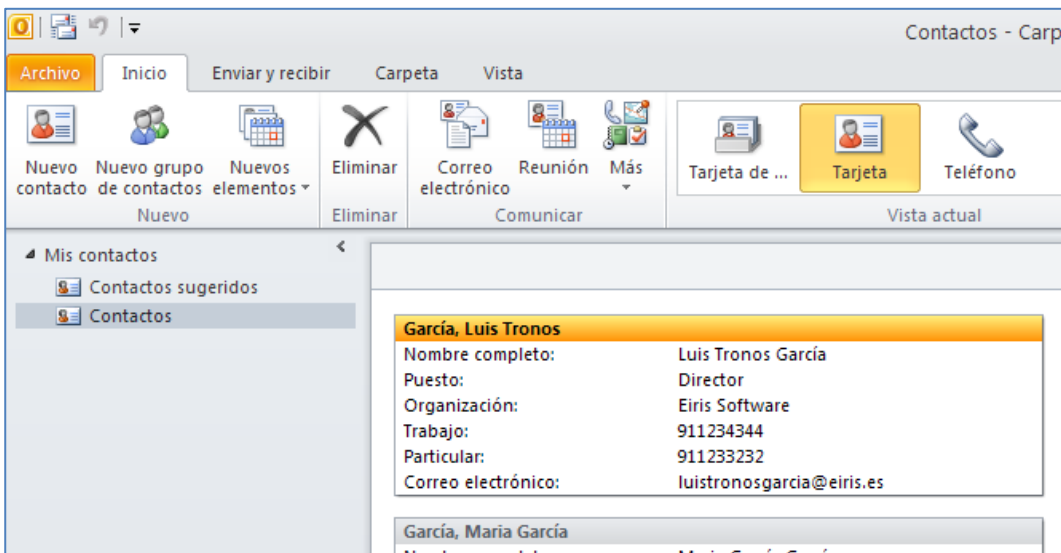 Contactos - Carp
Archivo Inicio Enviar y recibir Carpeta Vista
Nuevo contacto
Nuevo grupo de contactos
Nuevos elementos
Eliminar
Correo electrónico
Reunión
Más
Tarjeta de ...
Tarjeta
Teléfono
Nuevo Eliminar Comunicar Vista actual
Mis contactos
Contactos sugeridos
Contactos
García, Luis Tronos
Nombre completo: Luis Tronos García
Puesto: Director
Organización: Eiris Software
Trabajo: 911234344
Particular: 911233232
Correo electrónico: luistronosgarcia@eiris.es
García, Maria García